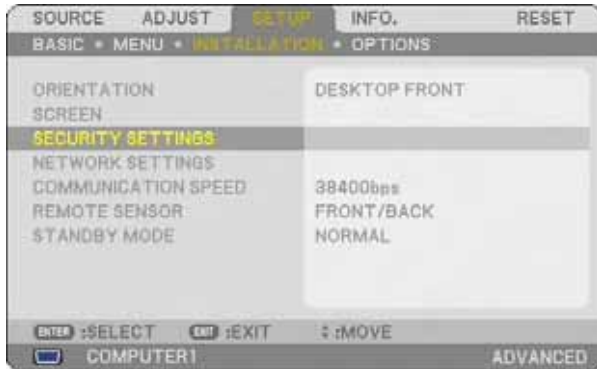 SOURCE ADJUST SETUP INFO. RESET
BASIC • MENU • INSTALLATION • OPTIONS
ORIENTATION DESKTOP FRONT
SCREEN
SECURITY SETTINGS
NETWORK SETTINGS
COMMUNICATION SPEED 38400bps
REMOTE SENSOR FRONT/BACK
STANDBY MODE NORMAL
ENTER :SELECT EXIT :EXIT ↕ :MOVE
COMPUTER1 ADVANCED